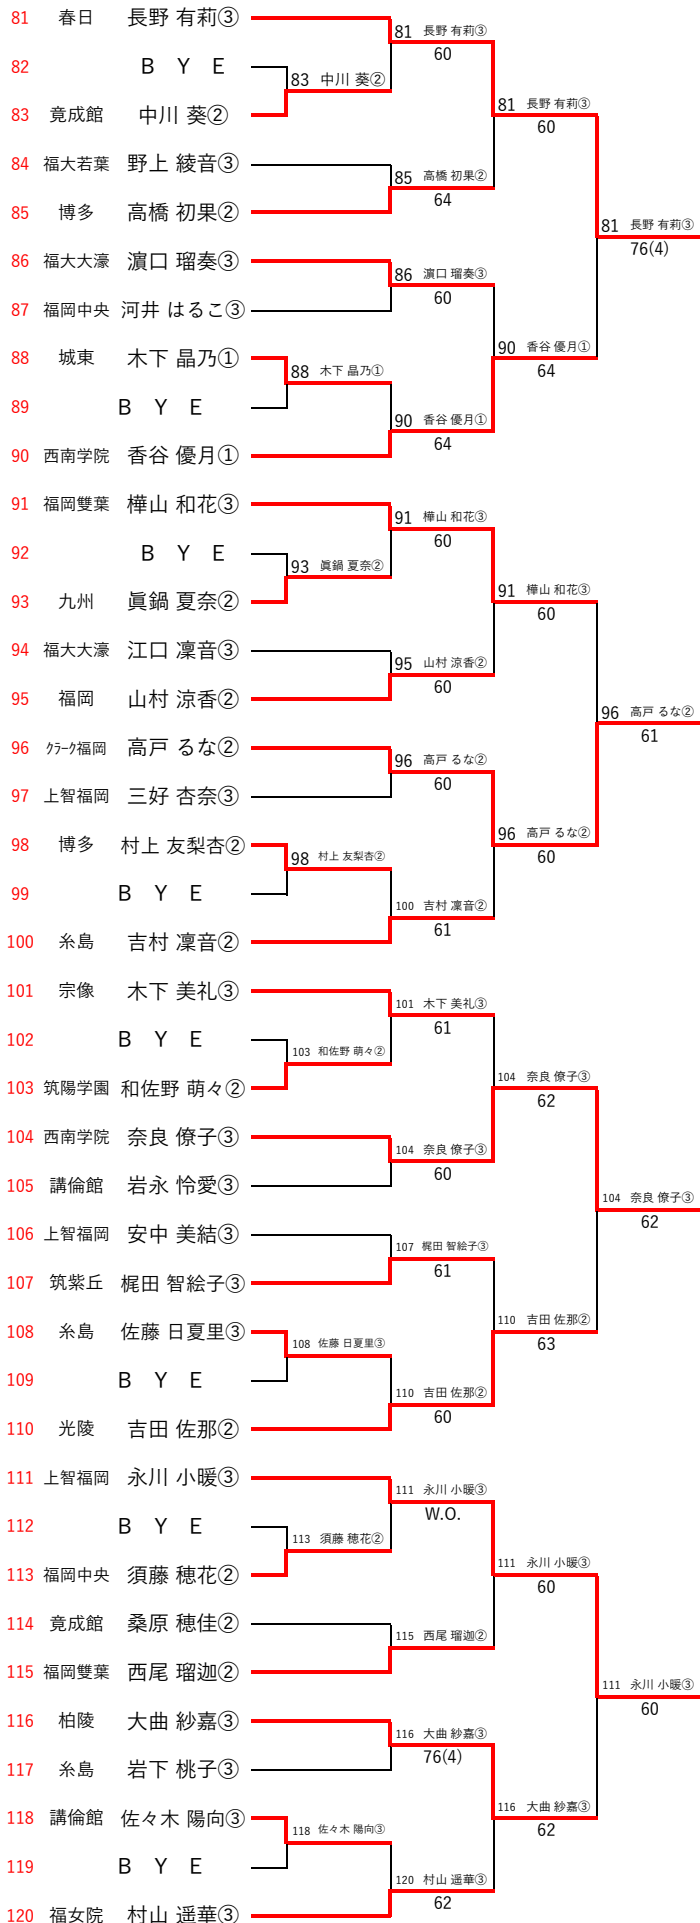 81 春日 長野 有莉③
81 長野 有莉③
60
82 B Y E
83 中川 葵②
83 竟成館 中川 葵②
81 長野 有莉③
60
84 福大若葉 野上 綾音③
85 高橋 初果②
64
85 博多 高橋 初果②
81 長野 有莉③
76(4)
86 福大大濠 濵口 瑠奏③
86 濵口 瑠奏③
60
87 福岡中央 河井 はるこ③
90 香谷 優月①
64
88 城東 木下 晶乃①
88 木下 晶乃①
89 B Y E
90 香谷 優月①
64
90 西南学院 香谷 優月①
91 福岡雙葉 樺山 和花③
91 樺山 和花③
60
92 B Y E
93 眞鍋 夏奈②
93 九州 眞鍋 夏奈②
91 樺山 和花③
60
94 福大大濠 江口 凜音③
95 山村 涼香②
60
95 福岡 山村 涼香②
96 高戸 るな②
61
96 ｸﾗｰｸ福岡 高戸 るな②
96 高戸 るな②
60
97 上智福岡 三好 杏奈③
96 高戸 るな②
60
98 博多 村上 友梨杏②
98 村上 友梨杏②
99 B Y E
100 吉村 凜音②
61
100 糸島 吉村 凜音②
101 宗像 木下 美礼③
101 木下 美礼③
61
102 B Y E
103 和佐野 萌々②
103 筑陽学園 和佐野 萌々②
104 奈良 僚子③
62
104 西南学院 奈良 僚子③
104 奈良 僚子③
60
105 講倫館 岩永 怜愛③
104 奈良 僚子③
62
106 上智福岡 安中 美結③
107 梶田 智絵子③
61
107 筑紫丘 梶田 智絵子③
110 吉田 佐那②
63
108 糸島 佐藤 日夏里③
108 佐藤 日夏里③
109 B Y E
110 吉田 佐那②
60
110 光陵 吉田 佐那②
111 上智福岡 永川 小暖③
111 永川 小暖③
W.O.
112 B Y E
113 須藤 穂花②
113 福岡中央 須藤 穂花②
111 永川 小暖③
60
114 竟成館 桑原 穂佳②
115 西尾 瑠迦②
115 福岡雙葉 西尾 瑠迦②
111 永川 小暖③
60
116 柏陵 大曲 紗嘉③
116 大曲 紗嘉③
76(4)
117 糸島 岩下 桃子③
116 大曲 紗嘉③
62
118 講倫館 佐々木 陽向③
118 佐々木 陽向③
119 B Y E
120 村山 遥華③
62
120 福女院 村山 遥華③